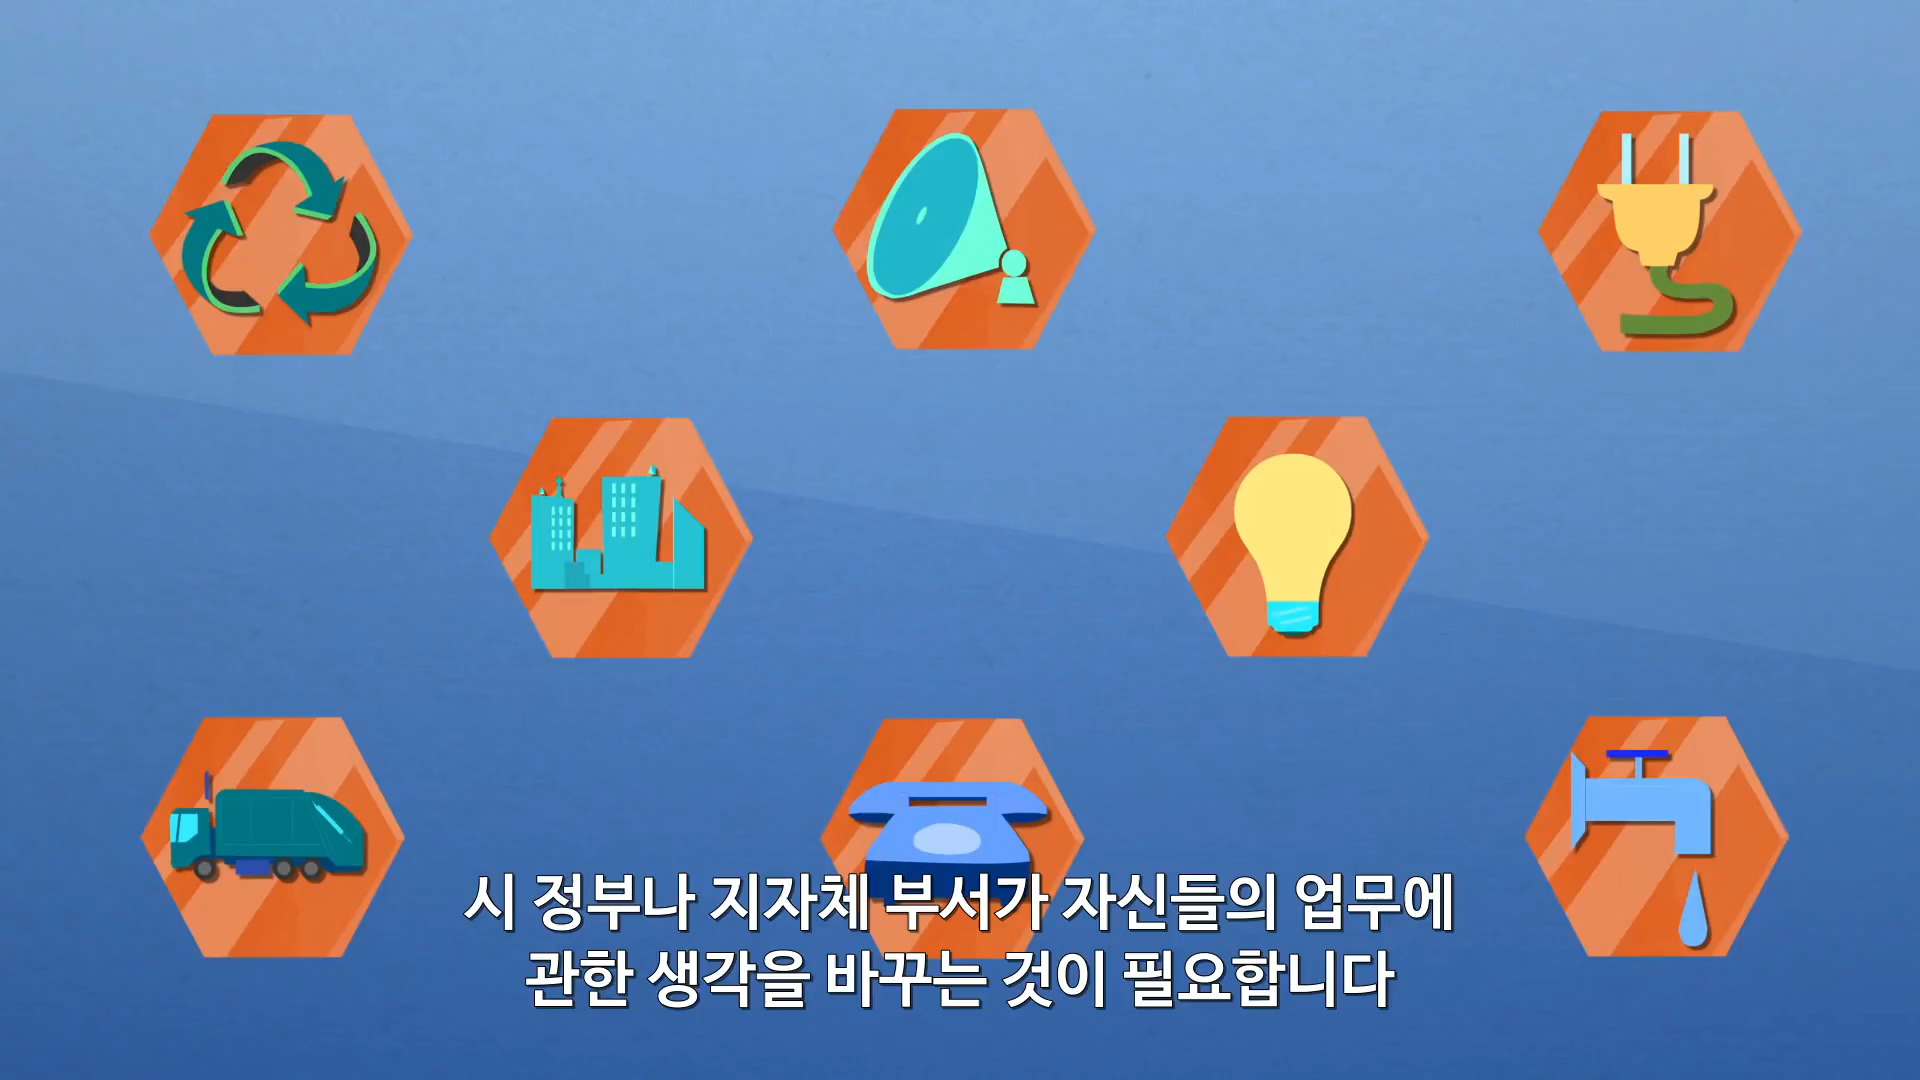 시 정부나 지자체 부서가 자신들의 업무에
관한 생각을 바꾸는 것이 필요합니다